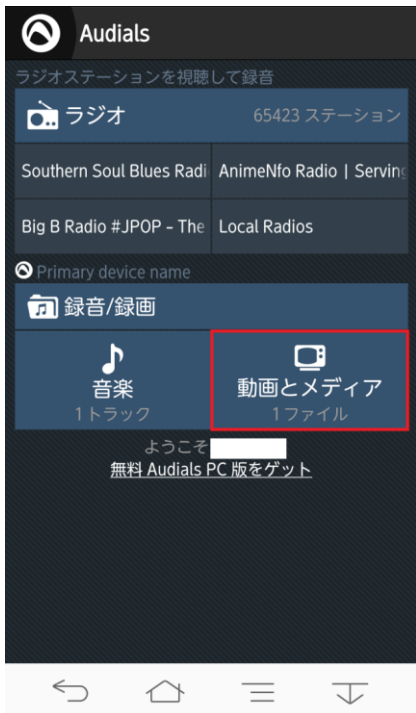 Audials
ラジオステーションを視聴して録音
ラジオ
65423 ステーション
Southern Soul Blues Radi
AnimeNfo Radio | Serving
Big B Radio #JPOP - The
Local Radios
Primary device name
録音/録画
音楽
1トラック
動画とメディア
1ファイル
ようこそ
無料 Audials PC 版をゲット